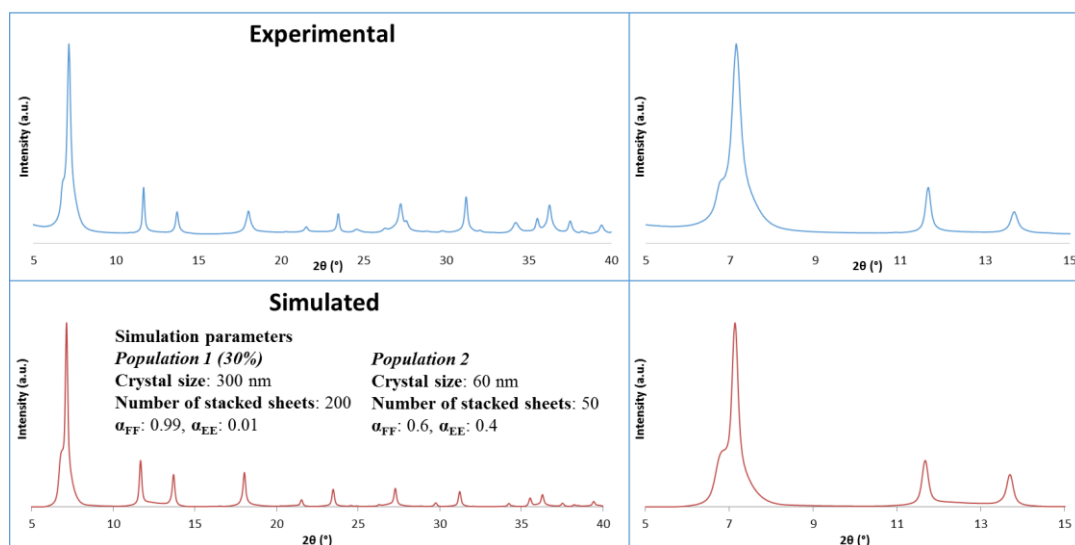 Experimental
Intensity (a.u.)
5 10 15 20 25 30 35 40
2θ (°)
Intensity (a.u.)
5 7 9 11 13 15
2θ (°)
Simulated
Simulation parameters
Population 1 (30%)
Crystal size: 300 nm
Number of stacked sheets: 200
αFF: 0.99, αEE: 0.01
Population 2
Crystal size: 60 nm
Number of stacked sheets: 50
αFF: 0.6, αEE: 0.4
Intensity (a.u.)
5 10 15 20 25 30 35 40
2θ (°)
Intensity (a.u.)
5 7 9 11 13 15
2θ (°)